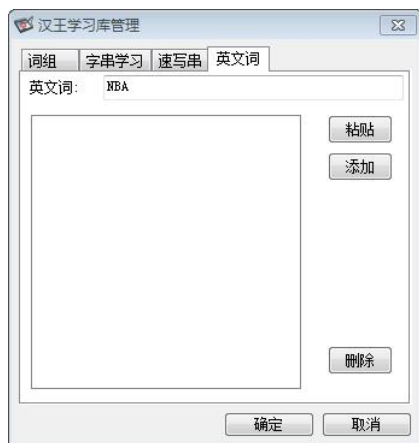 汉王学习库管理
词组 字串学习 速写串 英文词
英文词: NBA
粘贴
添加
删除
确定 取消